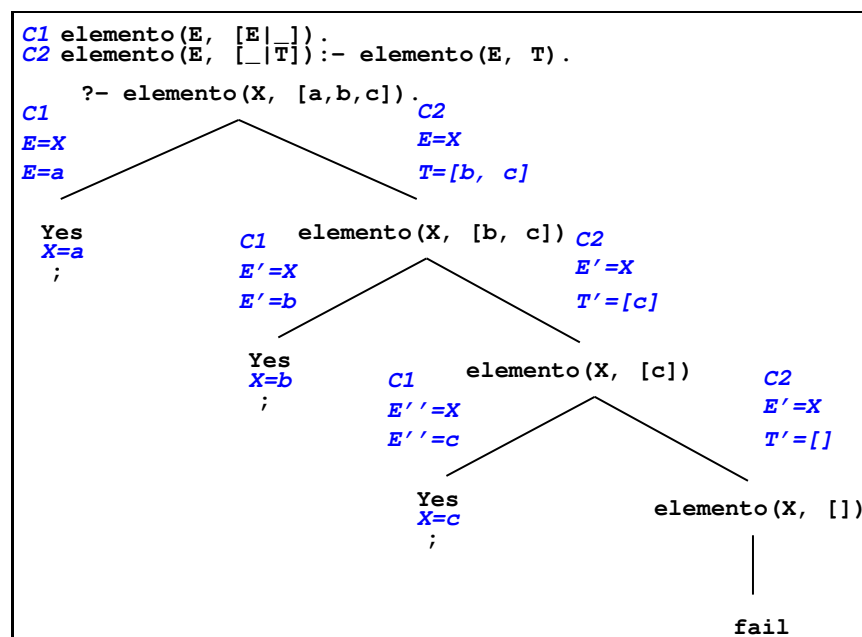 C1 elemento(E, [E|_]).
C2 elemento(E, [_|T]):- elemento(E, T).
?- elemento(X, [a,b,c]).
C1
E=X
E=a
C2
E=X
T=[b, c]
Yes
X=a
;
elemento(X, [b, c])
C1
E'=X
E'=b
C2
E'=X
T'=[c]
Yes
X=b
;
elemento(X, [c])
C1
E''=X
E''=c
C2
E'=X
T'=[]
Yes
X=c
;
elemento(X, [])
fail